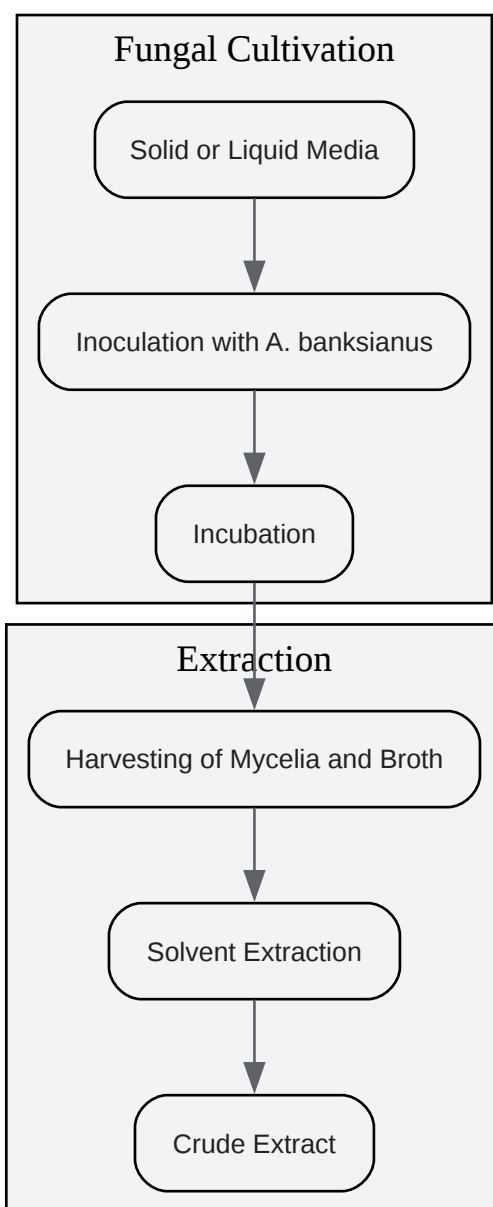 Fungal Cultivation
Solid or Liquid Media
Inoculation with A. banksianus
Incubation
Extraction
Harvesting of Mycelia and Broth
Solvent Extraction
Crude Extract